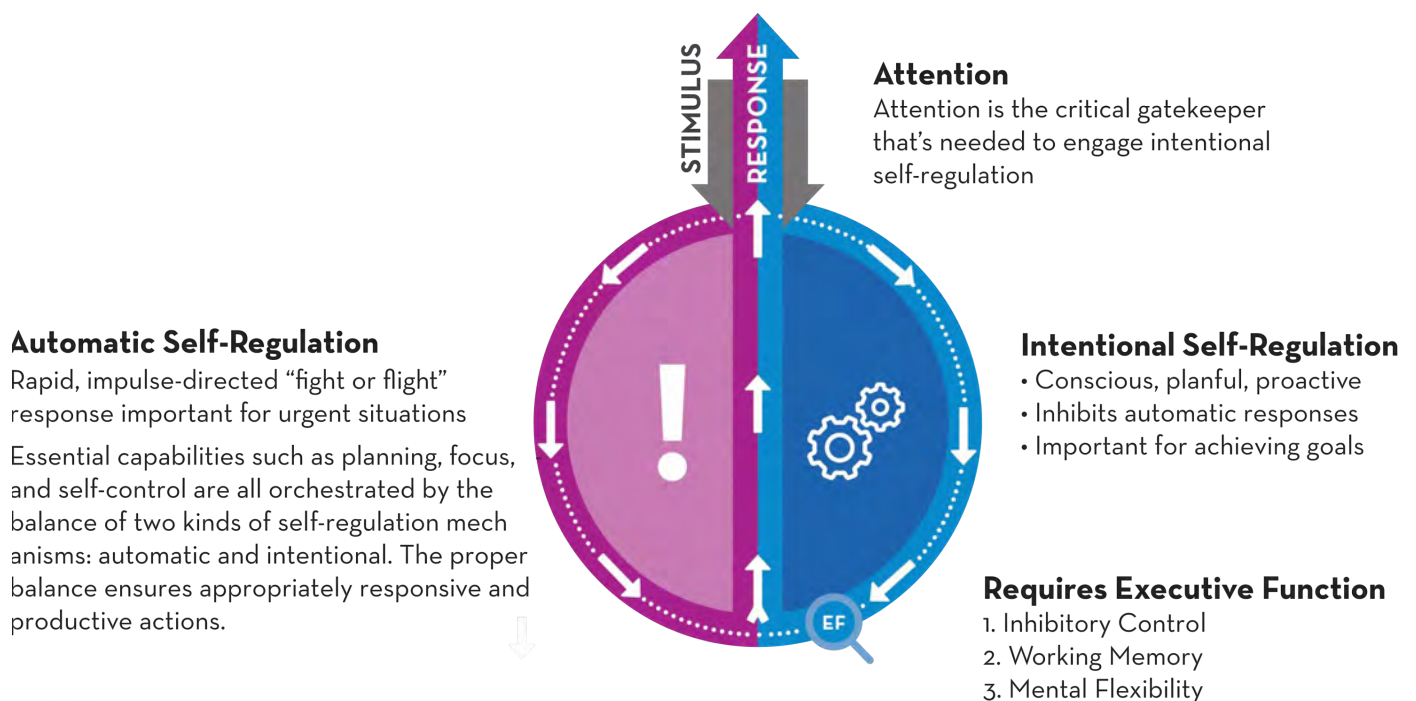 STIMULUS
RESPONSE
Attention
Attention is the critical gatekeeper
that's needed to engage intentional
self-regulation
Automatic Self-Regulation
Rapid, impulse-directed “fight or flight”
response important for urgent situations
Essential capabilities such as planning, focus,
and self-control are all orchestrated by the
balance of two kinds of self-regulation mech
anisms: automatic and intentional. The proper
balance ensures appropriately responsive and
productive actions.
!
Intentional Self-Regulation
• Conscious, planful, proactive
• Inhibits automatic responses
• Important for achieving goals
EF
Requires Executive Function
1. Inhibitory Control
2. Working Memory
3. Mental Flexibility